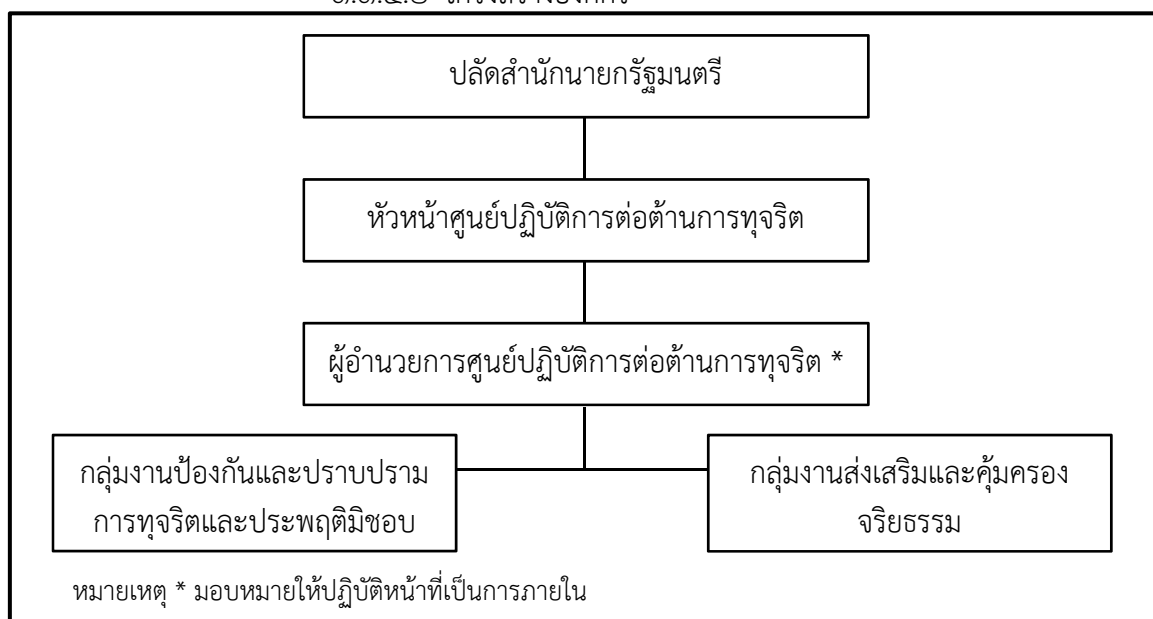 ปลัดสำนักนายกรัฐมนตรี
หัวหน้าศูนย์ปฏิบัติการต่อต้านการทุจริต
ผู้อำนวยการศูนย์ปฏิบัติการต่อต้านการทุจริต *
กลุ่มงานป้องกันและปราบปราม
การทุจริตและประพฤติมิชอบ
กลุ่มงานส่งเสริมและคุ้มครอง
จริยธรรม
หมายเหตุ * มอบหมายให้ปฏิบัติหน้าที่เป็นการภายใน